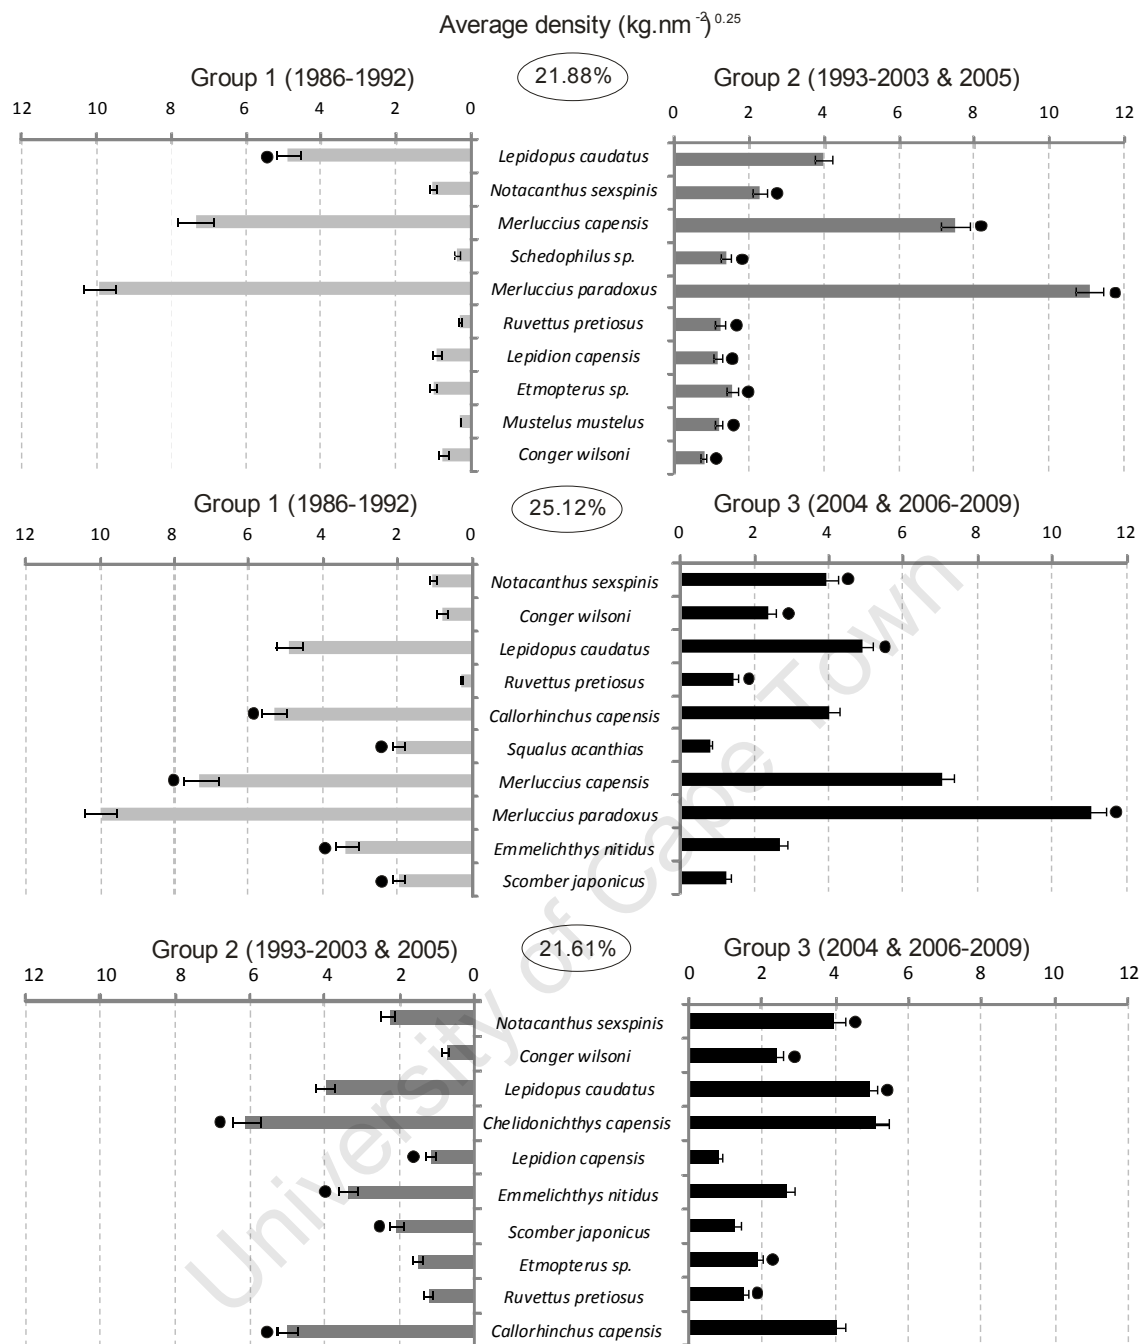 Average density (kg.nm⁻²)⁰·²⁵
Group 1 (1986-1992) 21.88% Group 2 (1993-2003 & 2005)
12 10 8 6 4 2 0 0 2 4 6 8 10 12
Lepidopus caudatus
Notacanthus sexspinis
Merluccius capensis
Schedophilus sp.
Merluccius paradoxus
Ruvettus pretiosus
Lepidion capensis
Etmopterus sp.
Mustelus mustelus
Conger wilsoni
Group 1 (1986-1992) 25.12% Group 3 (2004 & 2006-2009)
12 10 8 6 4 2 0 0 2 4 6 8 10 12
Notacanthus sexspinis
Conger wilsoni
Lepidopus caudatus
Ruvettus pretiosus
Callorhinchus capensis
Squalus acanthias
Merluccius capensis
Merluccius paradoxus
Emmelichthys nitidus
Scomber japonicus
Group 2 (1993-2003 & 2005) 21.61% Group 3 (2004 & 2006-2009)
12 10 8 6 4 2 0 0 2 4 6 8 10 12
Notacanthus sexspinis
Conger wilsoni
Lepidopus caudatus
Chelidonichthys capensis
Lepidion capensis
Emmelichthys nitidus
Scomber japonicus
Etmopterus sp.
Ruvettus pretiosus
Callorhinchus capensis
University of Cape Town